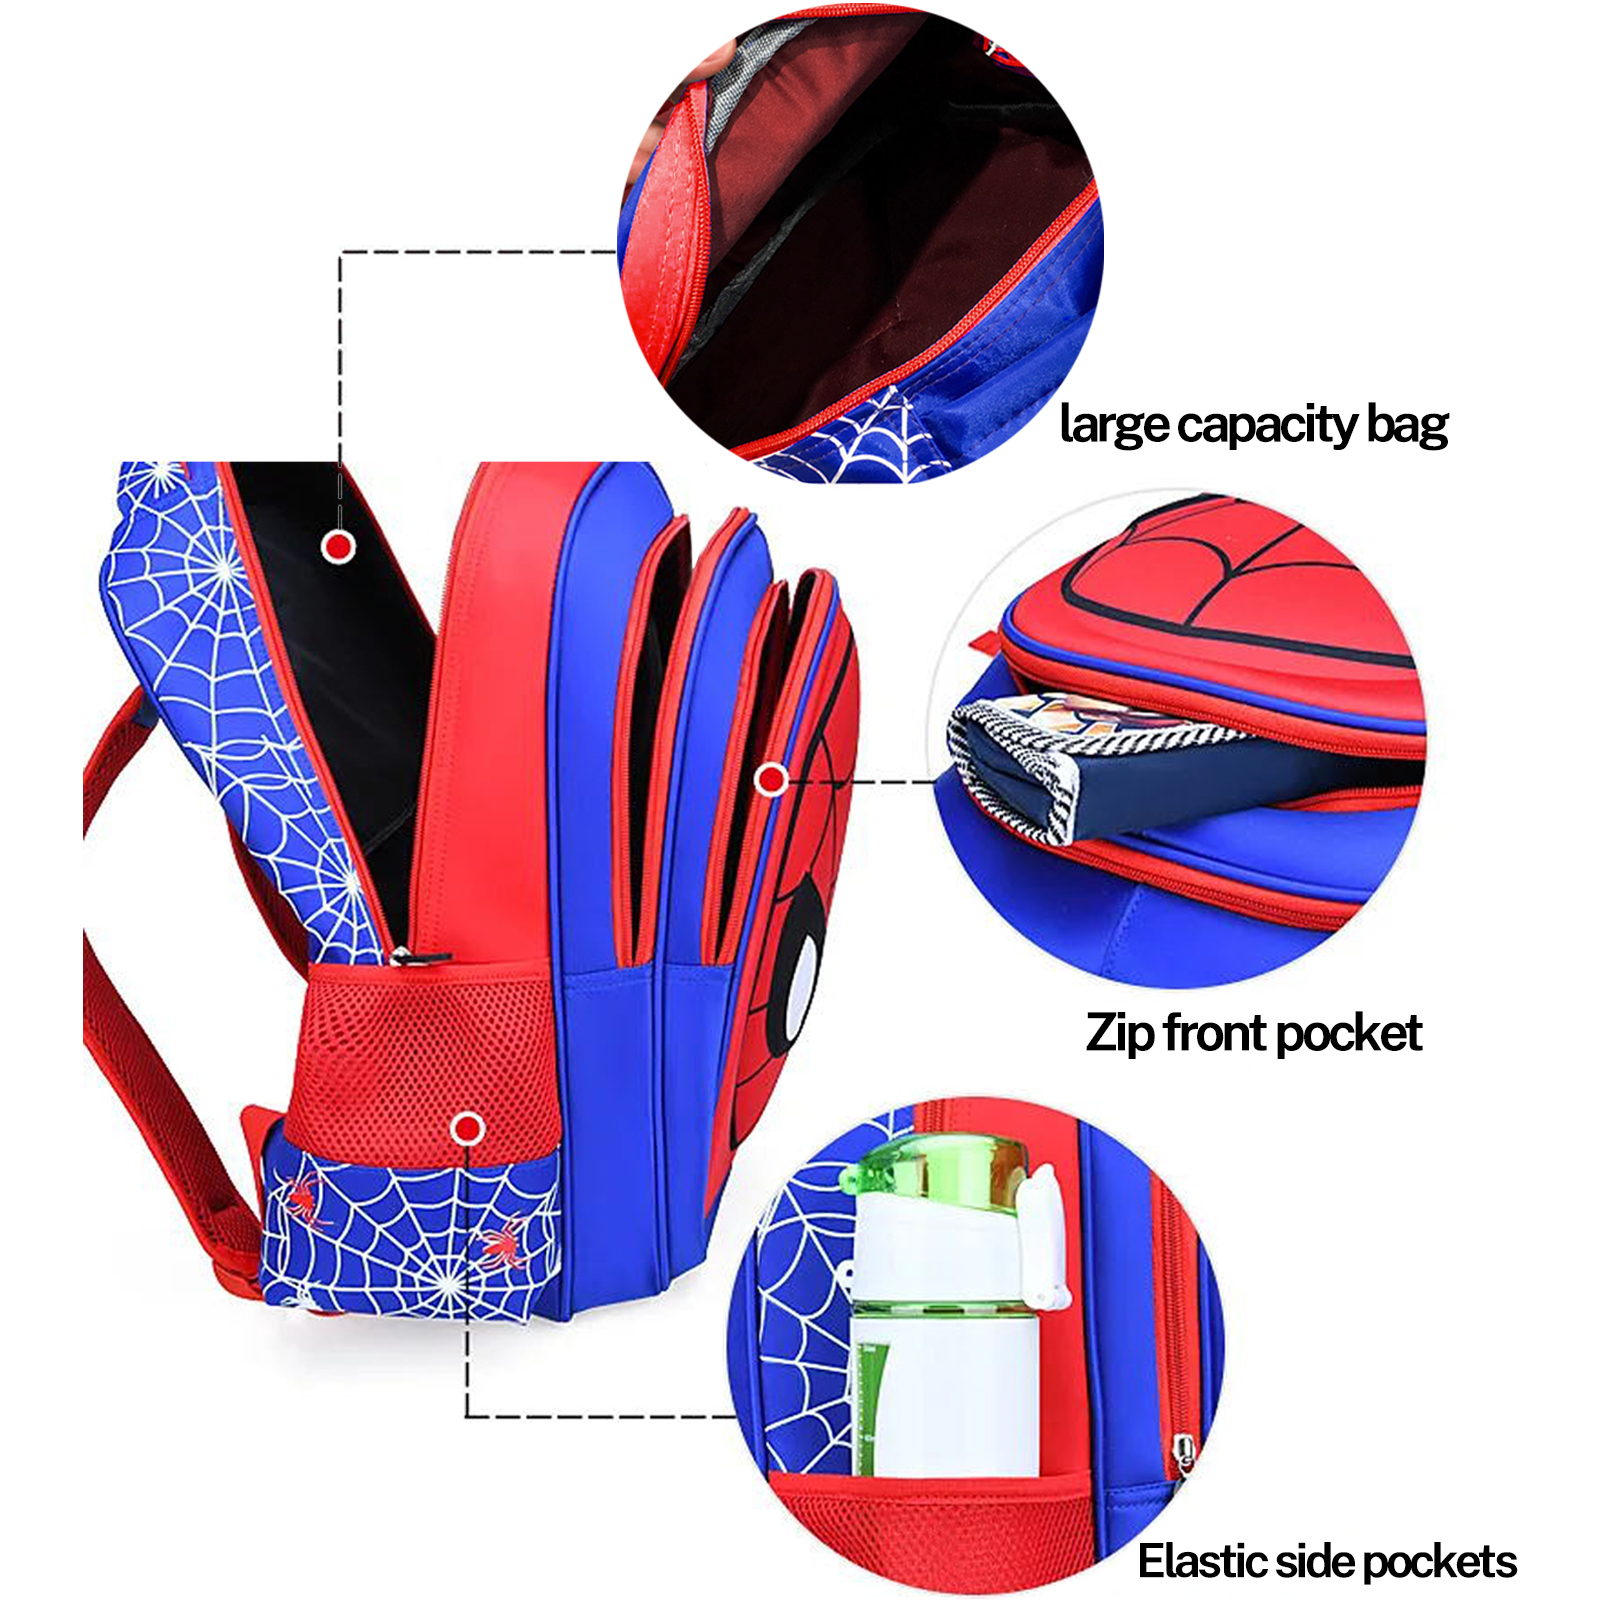 large capacity bag
Zip front pocket
Elastic side pockets